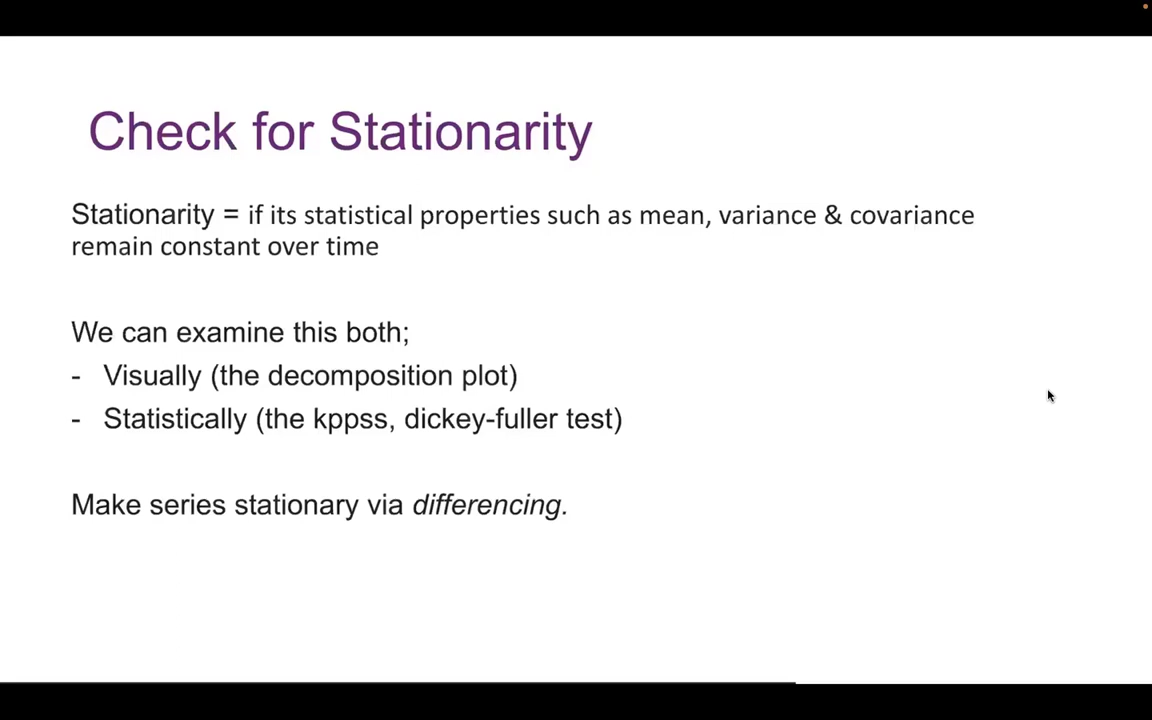 Check for Stationarity
Stationarity = if its statistical properties such as mean, variance & covariance
remain constant over time
We can examine this both;
- Visually (the decomposition plot)
- Statistically (the kppss, dickey-fuller test)
Make series stationary via differencing.